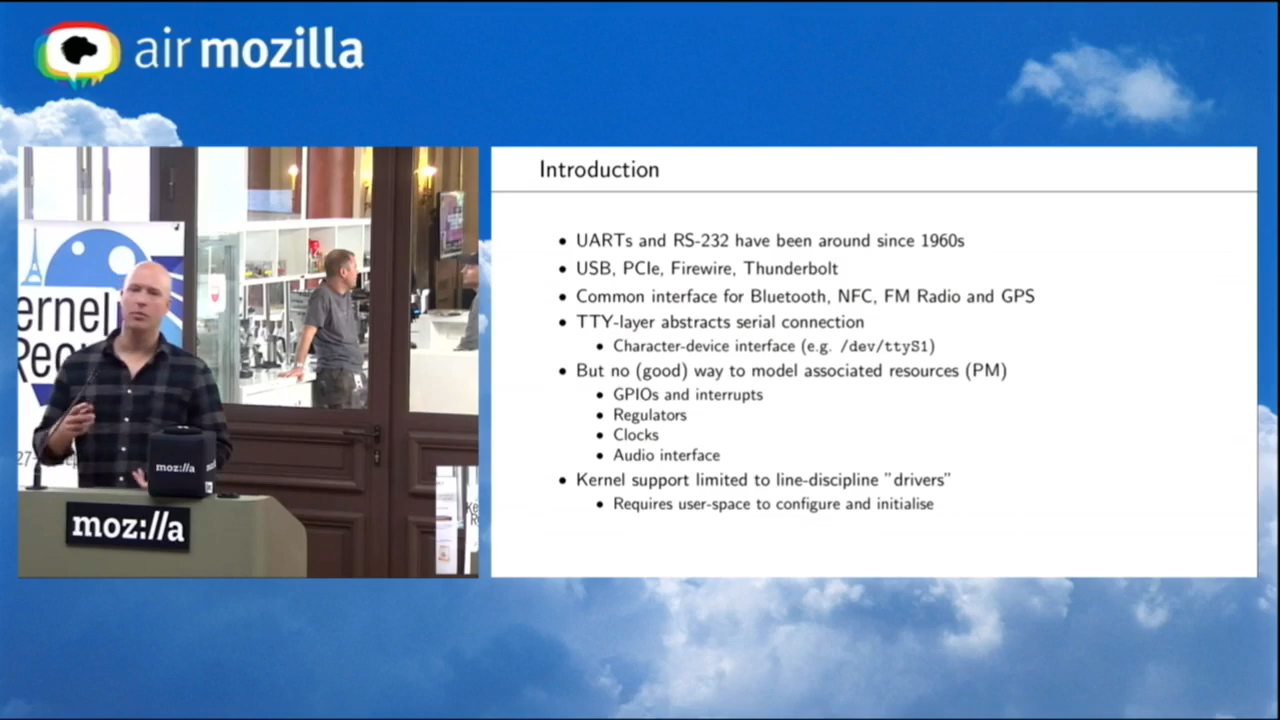 air mozilla
Introduction
• UARTs and RS-232 have been around since 1960s
• USB, PCIe, Firewire, Thunderbolt
• Common interface for Bluetooth, NFC, FM Radio and GPS
• TTY-layer abstracts serial connection
• Character-device interface (e.g. /dev/ttyS1)
• But no (good) way to model associated resources (PM)
• GPIOs and interrupts
• Regulators
• Clocks
• Audio interface
• Kernel support limited to line-discipline "drivers"
• Requires user-space to configure and initialise
ernel
Rec
moz://a
moz://a